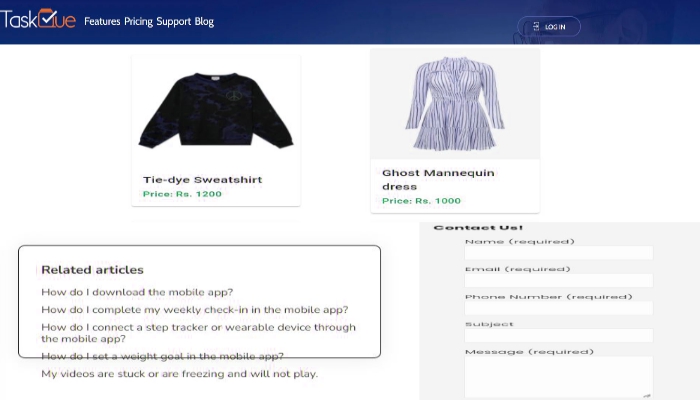 TaskQue Features Pricing Support Blog
LOG IN
Tie-dye Sweatshirt
Price: Rs. 1200
Ghost Mannequin
dress
Price: Rs. 1000
Related articles
How do I download the mobile app?
How do I complete my weekly check-in in the mobile app?
How do I connect a step tracker or wearable device through
the mobile app?
How do I set a weight goal in the mobile app?
My videos are stuck or are freezing and will not play.
Contact Us!
Name (required)
Email (required)
Phone Number (required)
Subject
Message (required)